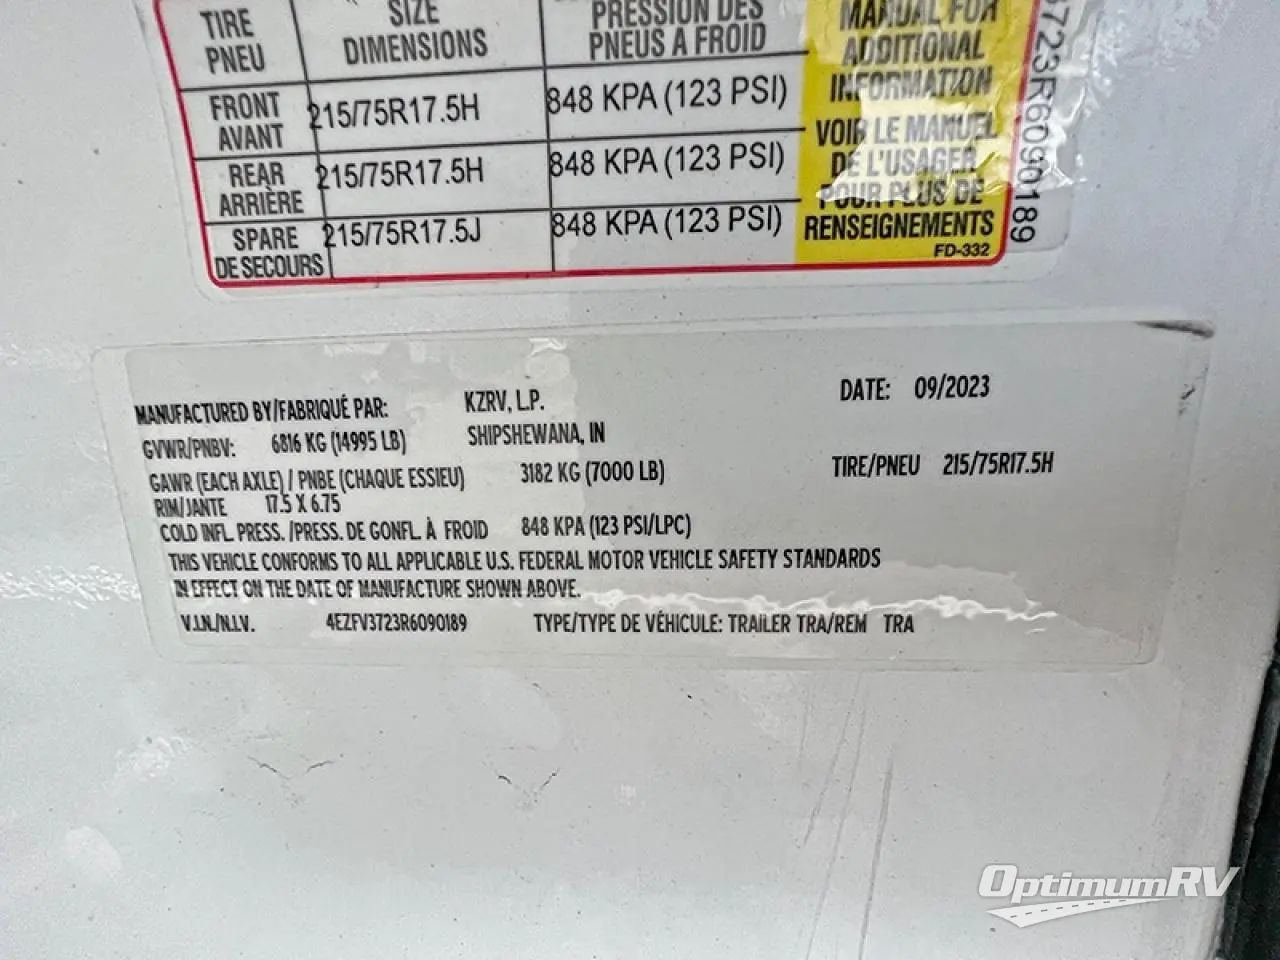 TIRE SIZE PRESSION DES MANUAL FOR
PNEU DIMENSIONS PNEUS A FROID ADDITIONAL
INFORMATION
FRONT 215/75R17.5H 848 KPA (123 PSI)
AVANT
VOIR LE MANUEL
REAR 215/75R17.5H 848 KPA (123 PSI) DE L'USAGER
ARRIÈRE
POUR PLUS DE
SPARE 215/75R17.5J 848 KPA (123 PSI) RENSEIGNEMENTS
DE SECOURS
FD-332
3723R6090189
MANUFACTURED BY/FABRIQUÉ PAR: KZRV, L.P. DATE: 09/2023
GVWR/PNBV: 6816 KG (14995 LB) SHIPSHEWANA, IN
GAWR (EACH AXLE) / PNBE (CHAQUE ESSIEU) 3182 KG (7000 LB) TIRE/PNEU 215/75R17.5H
RIM/JANTE 17.5 X 6.75
COLD INFL. PRESS. /PRESS. DE GONFL. À FROID 848 KPA (123 PSI/LPC)
THIS VEHICLE CONFORMS TO ALL APPLICABLE U.S. FEDERAL MOTOR VEHICLE SAFETY STANDARDS
IN EFFECT ON THE DATE OF MANUFACTURE SHOWN ABOVE.
V.I.N./N.I.V. 4EZFV3723R6090189 TYPE/TYPE DE VÉHICULE: TRAILER TRA/REM TRA
OptimumRV